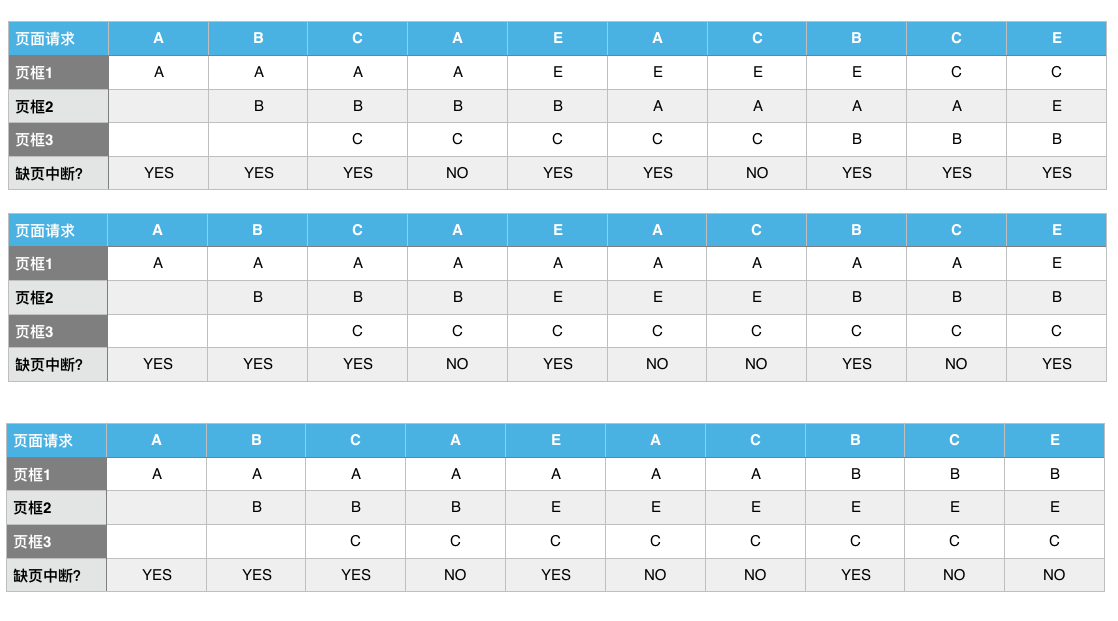 页面请求 A B C A E A C B C E
页框1 A A A A E E E E C C
页框2 B B B B A A A A E
页框3 C C C C C B B B
缺页中断? YES YES YES NO YES YES NO YES YES YES
页面请求 A B C A E A C B C E
页框1 A A A A A A A A A E
页框2 B B B E E E B B B
页框3 C C C C C C C C
缺页中断? YES YES YES NO YES NO NO YES NO YES
页面请求 A B C A E A C B C E
页框1 A A A A A A A B B B
页框2 B B B E E E E E E
页框3 C C C C C C C C
缺页中断? YES YES YES NO YES NO NO YES NO NO